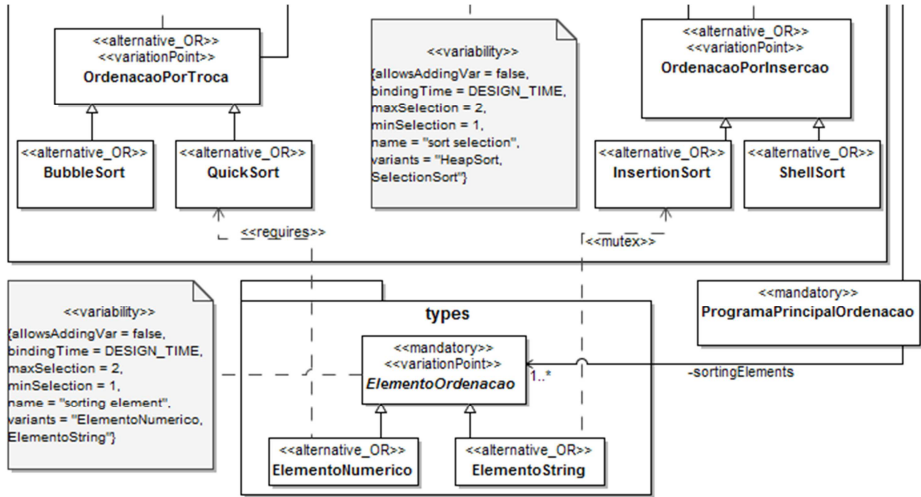 <<alternative_OR>>
<<variationPoint>>
OrdenacaoPorTroca
<<alternative_OR>>
BubbleSort
<<alternative_OR>>
QuickSort
<<variability>>
{allowsAddingVar = false,
bindingTime = DESIGN_TIME,
maxSelection = 2,
minSelection = 1,
name = "sort selection",
variants = "HeapSort,
SelectionSort"}
<<alternative_OR>>
<<variationPoint>>
OrdenacaoPorInsercao
<<alternative_OR>>
InsertionSort
<<alternative_OR>>
ShellSort
<<requires>>
<<mutex>>
<<variability>>
{allowsAddingVar = false,
bindingTime = DESIGN_TIME,
maxSelection = 2,
minSelection = 1,
name = "sorting element",
variants = "ElementoNumerico,
ElementoString"}
types
<<mandatory>>
<<variationPoint>>
ElementoOrdenacao
1..*
-sortingElements
<<mandatory>>
ProgramaPrincipalOrdenacao
<<alternative_OR>>
ElementoNumerico
<<alternative_OR>>
ElementoString